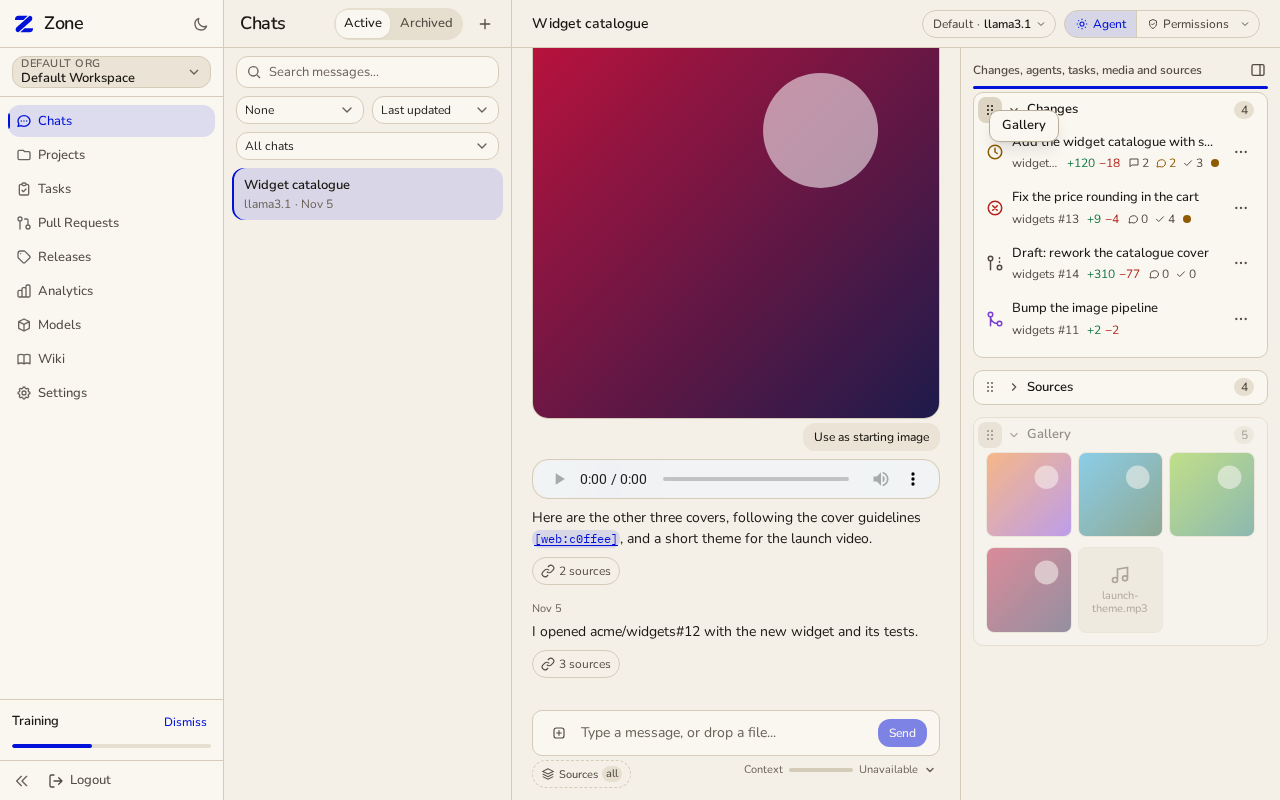 Zone
DEFAULT ORG
Default Workspace
Chats
Projects
Tasks
Pull Requests
Releases
Analytics
Models
Wiki
Settings
Training
Dismiss
Logout
Chats
Active
Archived
Search messages...
None
Last updated
All chats
Widget catalogue
llama3.1 · Nov 5
Widget catalogue
Default · llama3.1
Agent
Permissions
Use as starting image
0:00 / 0:00
Here are the other three covers, following the cover guidelines
[web:c0ffee], and a short theme for the launch video.
2 sources
Nov 5
I opened acme/widgets#12 with the new widget and its tests.
3 sources
Type a message, or drop a file...
Send
Sources all
Context
Unavailable
Changes, agents, tasks, media and sources
Changes
4
Gallery
Add the widget catalogue with s...
widget... +120 −18 2 2 3
Fix the price rounding in the cart
widgets #13 +9 −4 0 4
Draft: rework the catalogue cover
widgets #14 +310 −77 0 0
Bump the image pipeline
widgets #11 +2 −2
Sources
4
Gallery
5
launch-
theme.mp3